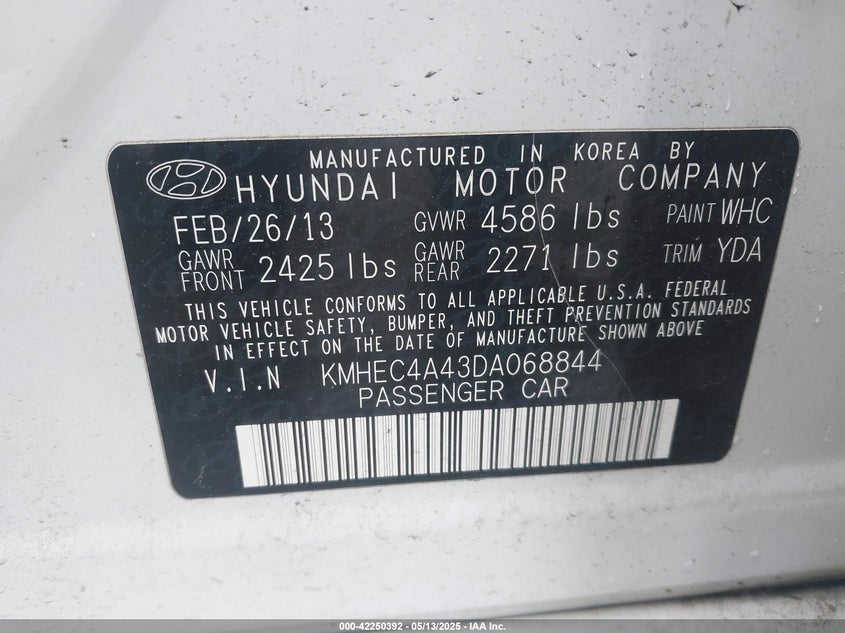 MANUFACTURED IN KOREA BY
HYUNDAI MOTOR COMPANY
FEB/26/13 GVWR 4586 lbs PAINT WHC
GAWR FRONT 2425 lbs GAWR REAR 2271 lbs TRIM YDA
THIS VEHICLE CONFORMS TO ALL APPLICABLE U.S.A. FEDERAL
MOTOR VEHICLE SAFETY, BUMPER, AND THEFT PREVENTION STANDARDS
IN EFFECT ON THE DATE OF MANUFACTURE SHOWN ABOVE
V.I.N KMHEC4A43DA068844
PASSENGER CAR
000-42250392 - 05/13/2025 - IAA Inc.